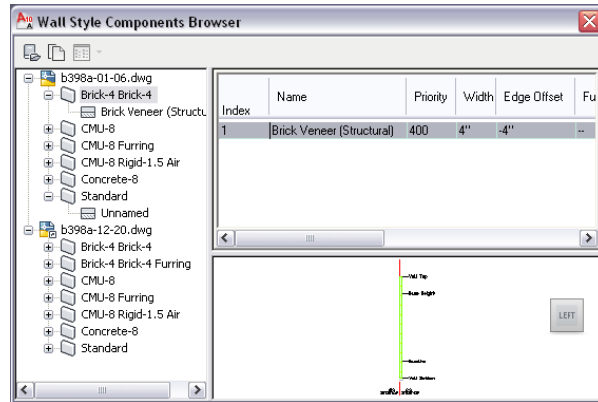 Wall Style Components Browser
b398a-01-06.dwg
Brick-4 Brick-4
Brick Veneer (Structu
CMU-8
CMU-8 Furring
CMU-8 Rigid-1.5 Air
Concrete-8
Standard
Unnamed
b398a-12-20.dwg
Brick-4 Brick-4
Brick-4 Brick-4 Furring
CMU-8
CMU-8 Furring
CMU-8 Rigid-1.5 Air
Concrete-8
Standard
Index Name Priority Width Edge Offset Fu
1 Brick Veneer (Structural) 400 4" -4" --
Wall Top
Base Height
LEFT
Baseline
Wall Bottom